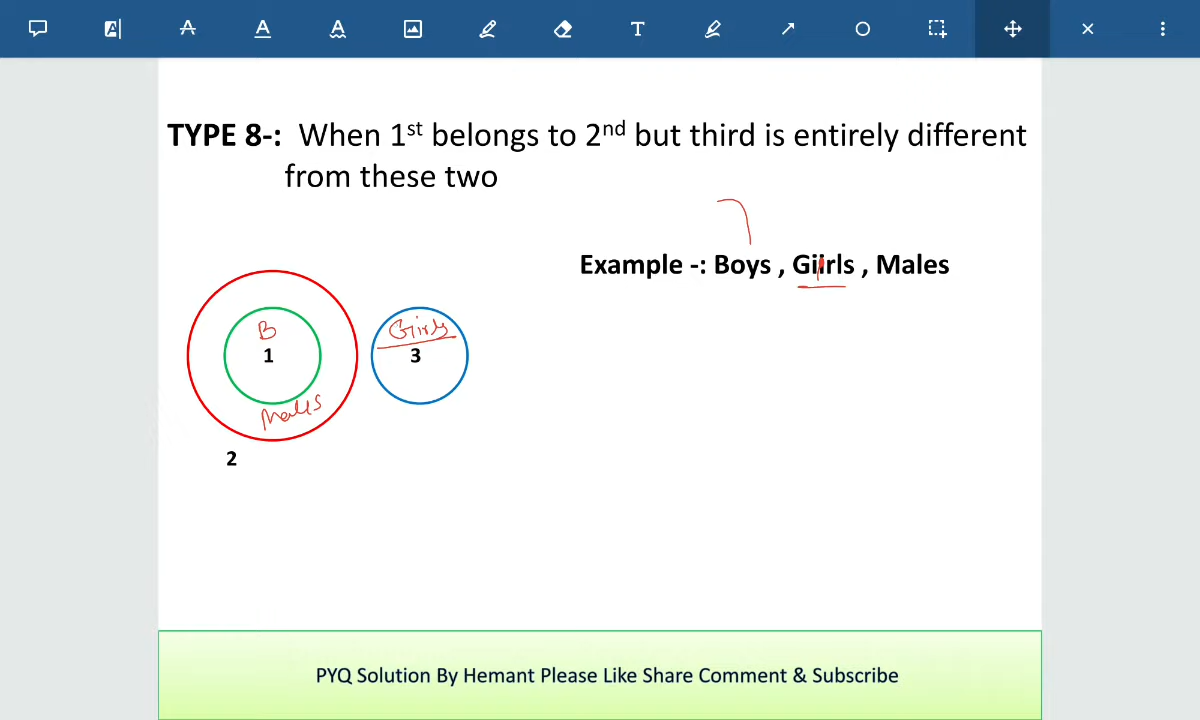 TYPE 8-: When 1st belongs to 2nd but third is entirely different
from these two
Example -: Boys , Giirls , Males
B
1
Girls
3
Males
2
PYQ Solution By Hemant Please Like Share Comment & Subscribe